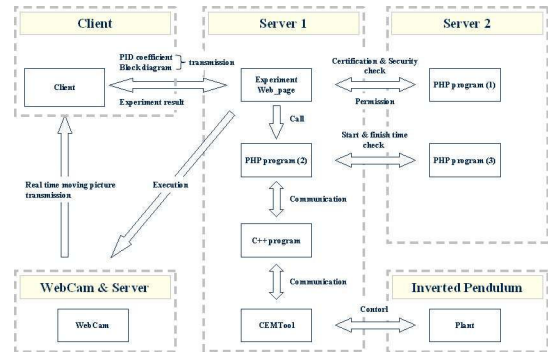 Client
Server 1
Server 2
PID coefficient
Block diagram
transmission
Client
Experiment result
Experiment
Web_page
Certification & Security
check
Permission
PHP program (1)
Call
Start & finish time
check
PHP program (2)
PHP program (3)
Real time moving picture
transmission
Execution
Communication
C++ program
Communication
WebCam & Server
WebCam
CEMTool
Contorl
Inverted Pendulum
Plant